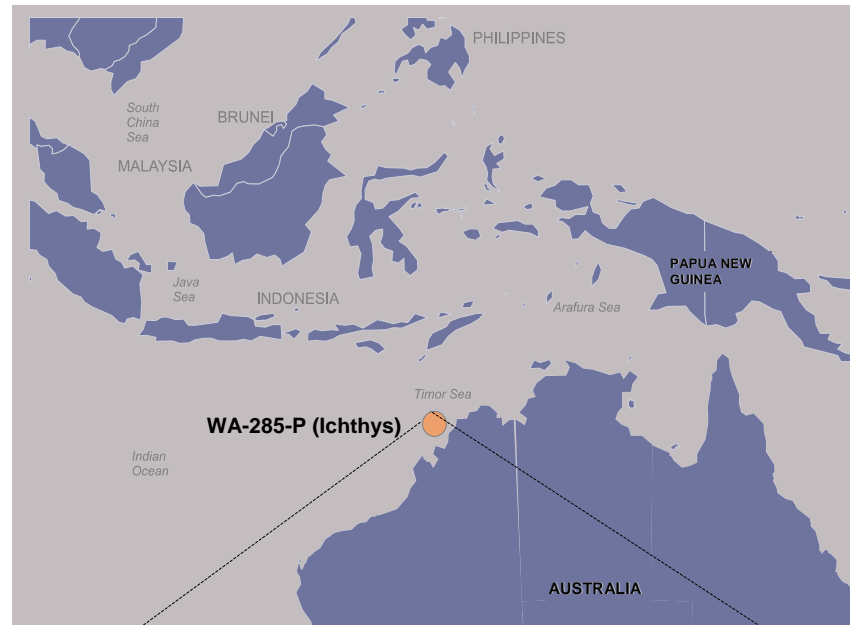 PHILIPPINES
South
China
Sea
BRUNEI
MALAYSIA
PAPUA NEW
GUINEA
Java
Sea
INDONESIA
Arafura Sea
Timor Sea
WA-285-P (Ichthys)
Indian
Ocean
AUSTRALIA